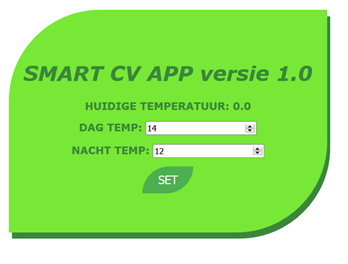 SMART CV APP versie 1.0
HUIDIGE TEMPERATUUR: 0.0
DAG TEMP: 14
NACHT TEMP: 12
SET